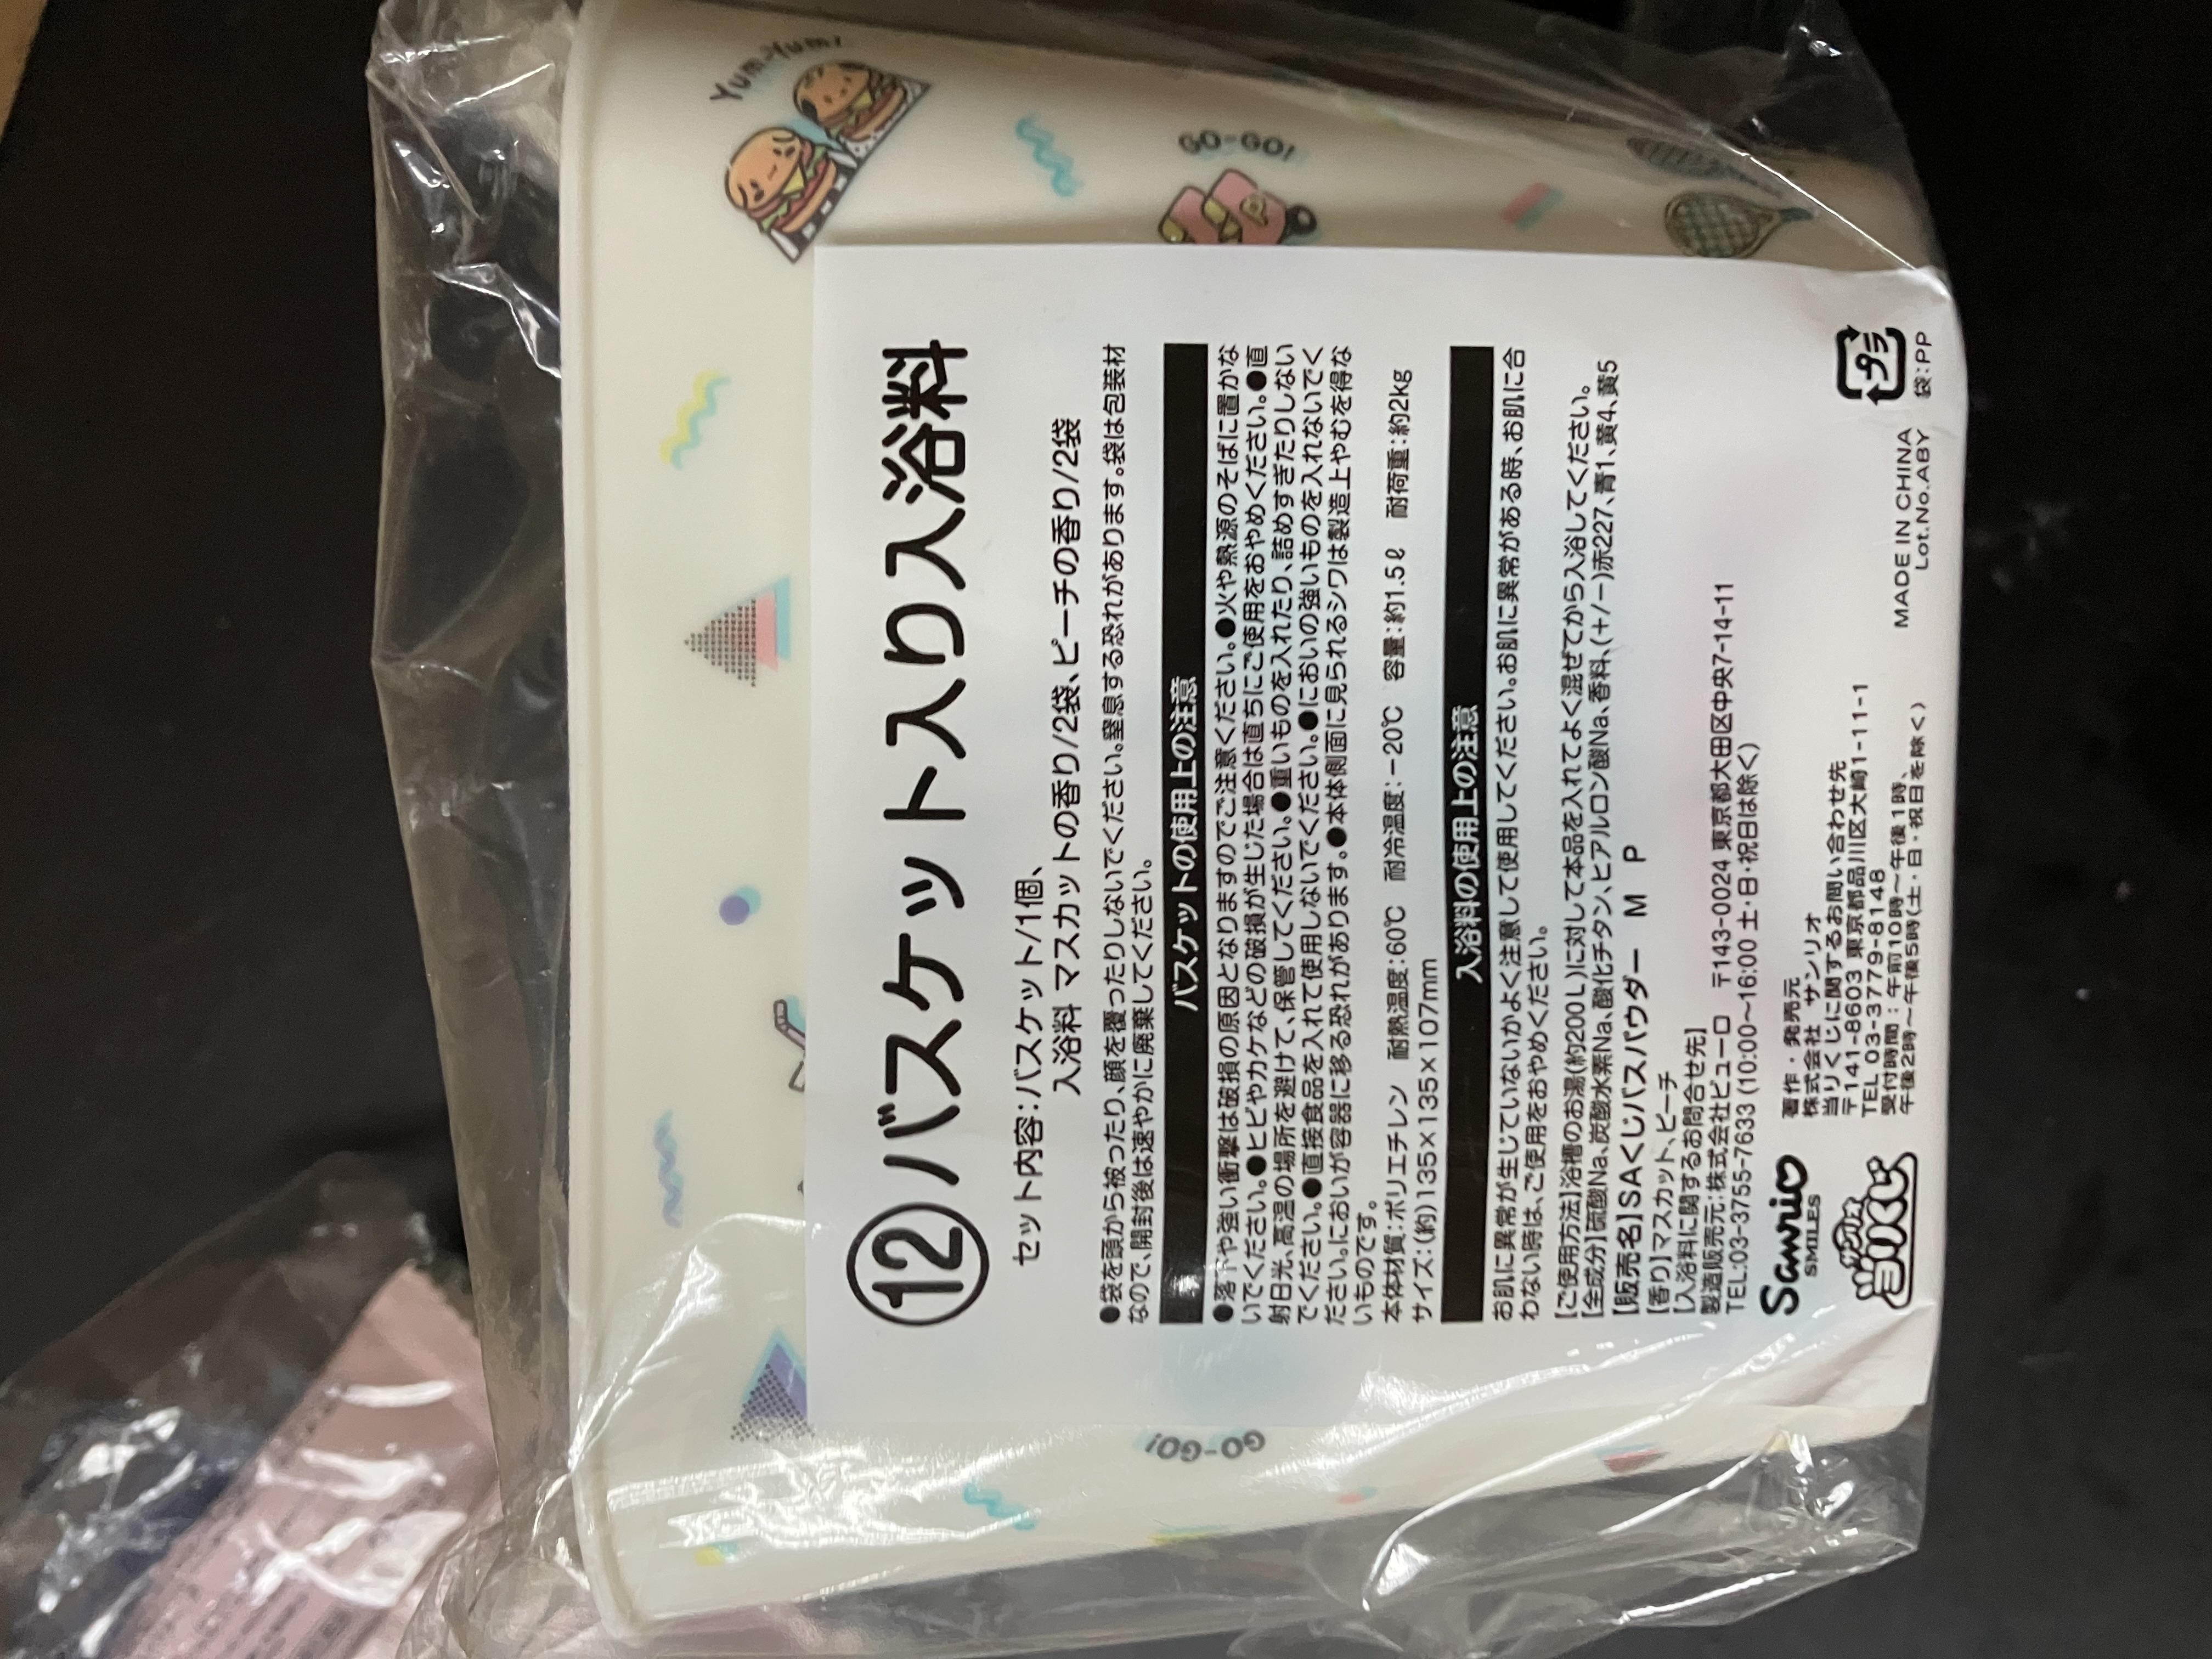 ⑫バスケット入り入浴料
セット内容:バスケット/1個、
入浴料 マスカットの香り/2袋、ピーチの香り/2袋
●袋を頭から被ったり、顔を覆ったりしないでください。窒息する恐れがあります。袋は包装材
なので、開封後は速やかに廃棄してください。
バスケットの使用上の注意
●落下や強い衝撃は破損の原因となりますのでご注意ください。●火や熱源のそばに置かな
いでください。●ヒビやカケなどの破損が生じた場合は直ちにご使用をおやめください。●直
射日光、高温の場所を避けて、保管してください。●重いものを入れたり、詰めすぎたりしない
でください。●直接食品を入れて使用しないでください。●においの強いものを入れないでく
ださい。においが容器に移る恐れがあります。●本体側面に見られるシワは製造上やむを得な
いものです。
本体材質:ポリエチレン 耐熱温度:60℃ 耐冷温度:-20℃ 容量:約1.5ℓ 耐荷重:約2kg
サイズ:(約)135×135×107mm
入浴料の使用上の注意
お肌に異常が生じていないかよく注意して使用してください。お肌に異常がある時、お肌に合
わない時は、ご使用をおやめください。
【ご使用方法】浴槽のお湯(約200L)に対して本品を入れてよく混ぜてから入浴してください。
【全成分】硫酸Na、炭酸水素Na、酸化チタン、ヒアルロン酸Na、香料、(+/-)赤227、青1、黄4、黄5
【販売名】SAくじバスパウダー M P
【香り】マスカット、ピーチ
【入浴料に関するお問合せ先】
製造販売元:株式会社ビューロ 〒143-0024 東京都大田区中央7-14-11
TEL:03-3755-7633 (10:00〜16:00 土・日・祝日は除く)
Sanrio
SMILES
サンリオ
当りくじ
著作・発売元
株式会社 サンリオ
当りくじに関するお問い合わせ先
〒141-8603 東京都品川区大崎1-11-1
TEL 03-3779-8148
受付時間:午前10時〜午後1時、
午後2時〜午後5時(土・日・祝日を除く)
MADE IN CHINA
Lot.No.ABY
プラ
袋:PP
Yum-Yum!
GO-GO!
P
GO-GO!